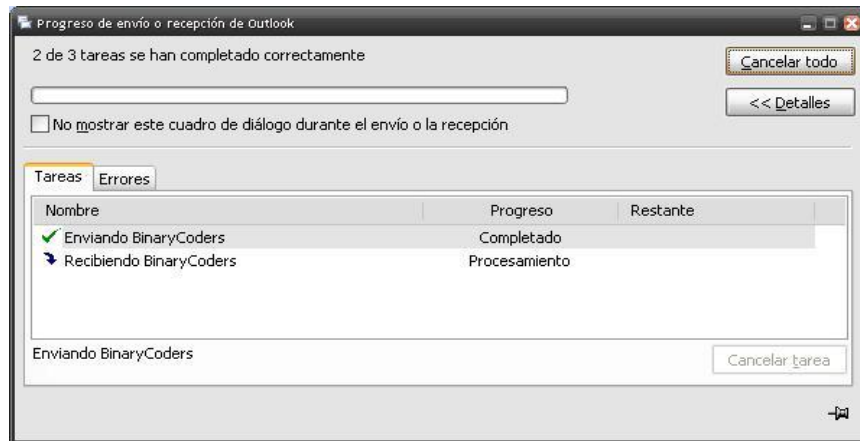 Progreso de envío o recepción de Outlook
2 de 3 tareas se han completado correctamente
Cancelar todo
<< Detalles
No mostrar este cuadro de diálogo durante el envío o la recepción
Tareas Errores
Nombre Progreso Restante
Enviando BinaryCoders Completado
Recibiendo BinaryCoders Procesamiento
Enviando BinaryCoders
Cancelar tarea